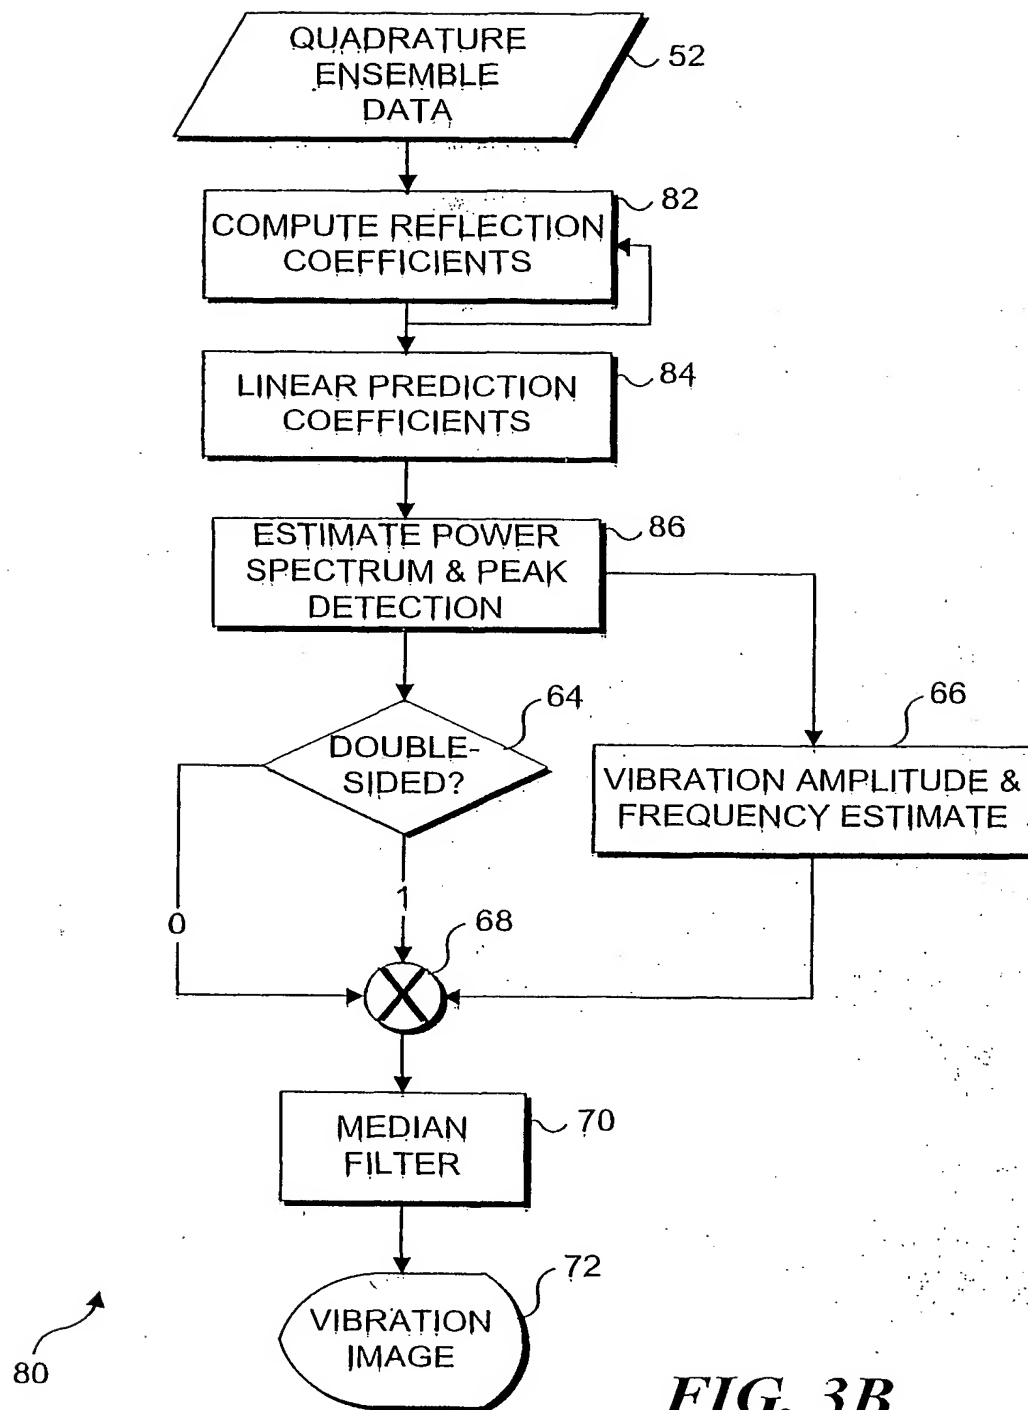 QUADRATURE
ENSEMBLE
DATA
52
82
COMPUTE REFLECTION
COEFFICIENTS
84
LINEAR PREDICTION
COEFFICIENTS
86
ESTIMATE POWER
SPECTRUM & PEAK
DETECTION
64
DOUBLE-
SIDED?
66
VIBRATION AMPLITUDE &
FREQUENCY ESTIMATE
0
1
68
70
MEDIAN
FILTER
72
VIBRATION
IMAGE
80
FIG. 3B